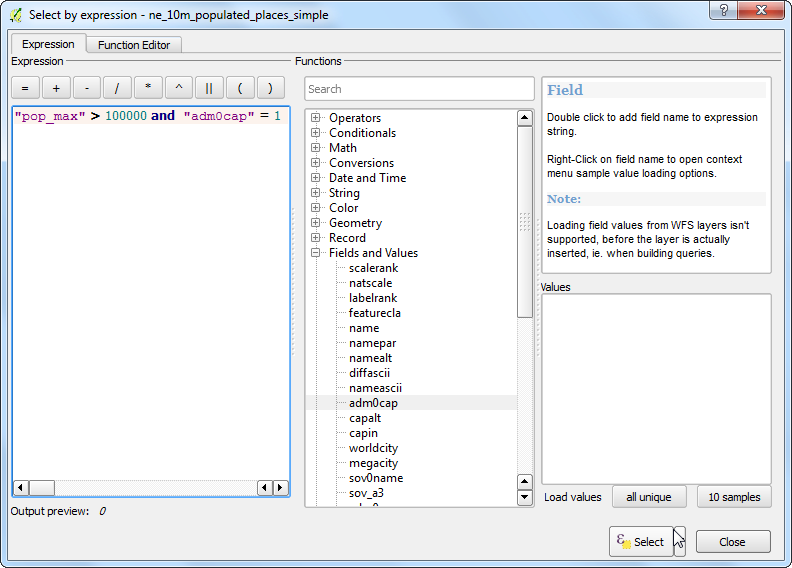 Select by expression - ne_10m_populated_places_simple
Expression
Function Editor
Expression
Functions
= + - / * ^ || ( )
"pop_max" > 100000 and "adm0cap" = 1
Output preview: 0
Search
Operators
Conditionals
Math
Conversions
Date and Time
String
Color
Geometry
Record
Fields and Values
scalerank
natscale
labelrank
featurecla
name
namepar
namealt
diffascii
nameascii
adm0cap
capalt
capin
worldcity
megacity
sov0name
sov_a3
Field
Double click to add field name to expression
string.
Right-Click on field name to open context
menu sample value loading options.
Note:
Loading field values from WFS layers isn't
supported, before the layer is actually
inserted, ie. when building queries.
Values
Load values all unique 10 samples
Select Close